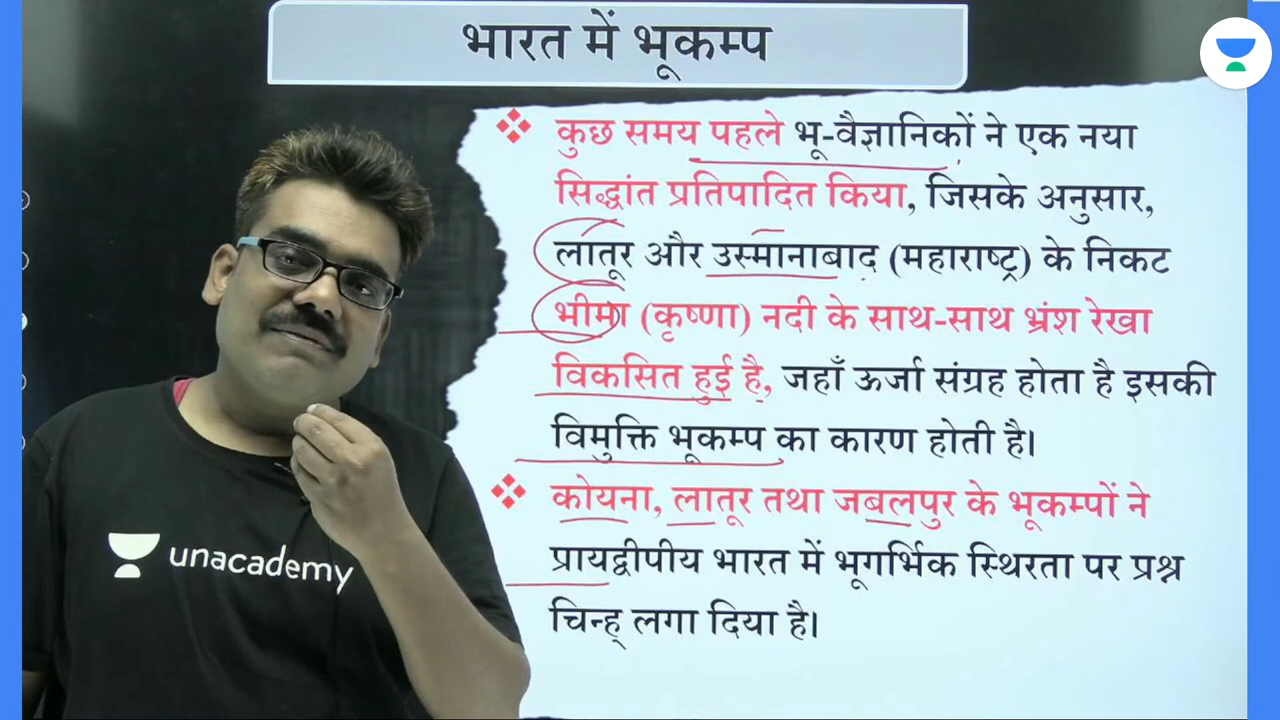 भारत में भूकम्प
❖ कुछ समय पहले भू-वैज्ञानिकों ने एक नया
सिद्धांत प्रतिपादित किया, जिसके अनुसार,
लातूर और उस्मानाबाद (महाराष्ट्र) के निकट
भीमा (कृष्णा) नदी के साथ-साथ भ्रंश रेखा
विकसित हुई है, जहाँ ऊर्जा संग्रह होता है इसकी
विमुक्ति भूकम्प का कारण होती है।
❖ कोयना, लातूर तथा जबलपुर के भूकम्पों ने
प्रायद्वीपीय भारत में भूगर्भिक स्थिरता पर प्रश्न
चिन्ह् लगा दिया है।
unacademy